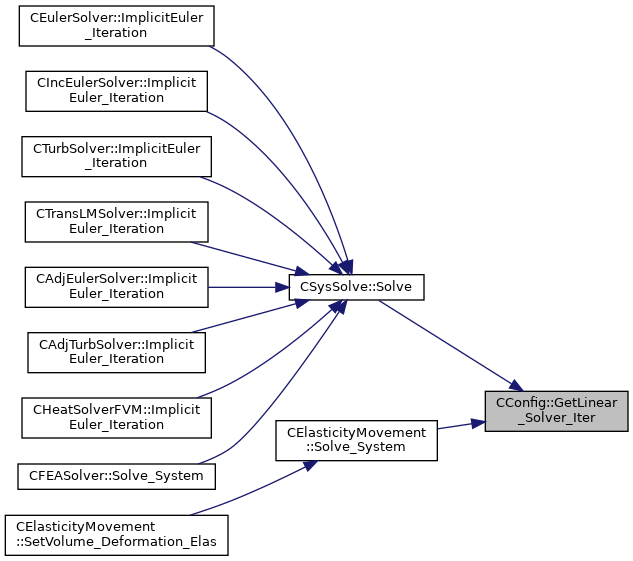 CEulerSolver::ImplicitEuler
_Iteration
CIncEulerSolver::Implicit
Euler_Iteration
CTurbSolver::ImplicitEuler
_Iteration
CTransLMSolver::Implicit
Euler_Iteration
CAdjEulerSolver::Implicit
Euler_Iteration
CAdjTurbSolver::Implicit
Euler_Iteration
CHeatSolverFVM::Implicit
Euler_Iteration
CFEASolver::Solve_System
CElasticityMovement
::SetVolume_Deformation_Elas
CSysSolve::Solve
CElasticityMovement
::Solve_System
CConfig::GetLinear
_Solver_Iter